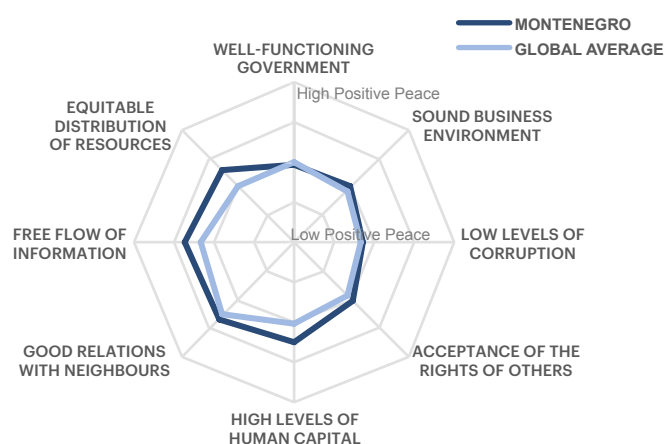 MONTENEGRO
GLOBAL AVERAGE
WELL-FUNCTIONING
GOVERNMENT
High Positive Peace
EQUITABLE
DISTRIBUTION
OF RESOURCES
SOUND BUSINESS
ENVIRONMENT
FREE FLOW OF
INFORMATION
Low Positive Peace
LOW LEVELS OF
CORRUPTION
GOOD RELATIONS
WITH NEIGHBOURS
ACCEPTANCE OF THE
RIGHTS OF OTHERS
HIGH LEVELS OF
HUMAN CAPITAL